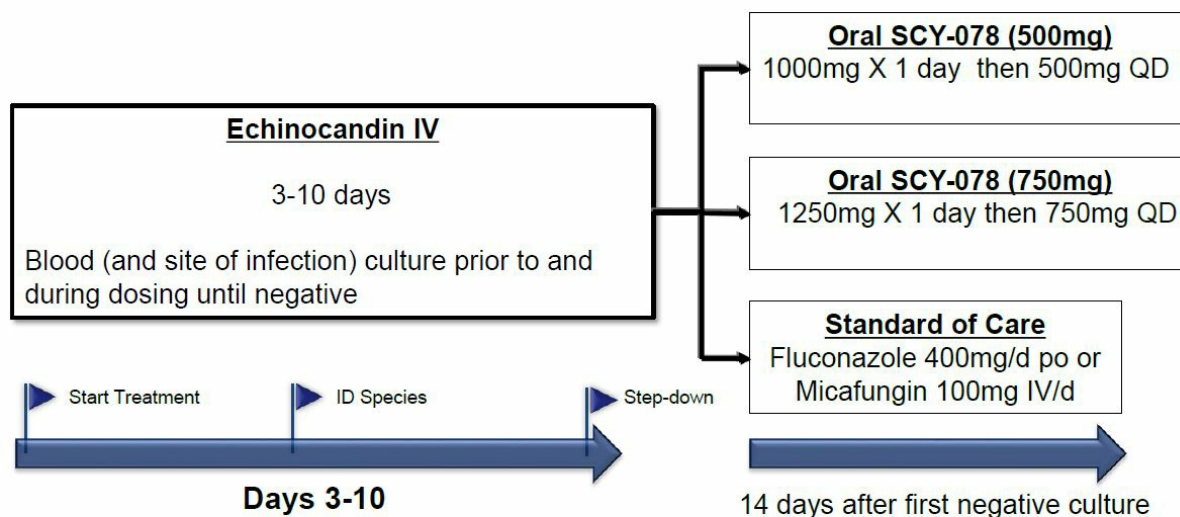 Echinocandin IV
3-10 days
Blood (and site of infection) culture prior to and
during dosing until negative
Oral SCY-078 (500mg)
1000mg X 1 day then 500mg QD
Oral SCY-078 (750mg)
1250mg X 1 day then 750mg QD
Standard of Care
Fluconazole 400mg/d po or
Micafungin 100mg IV/d
Start Treatment
ID Species
Step-down
Days 3-10
14 days after first negative culture